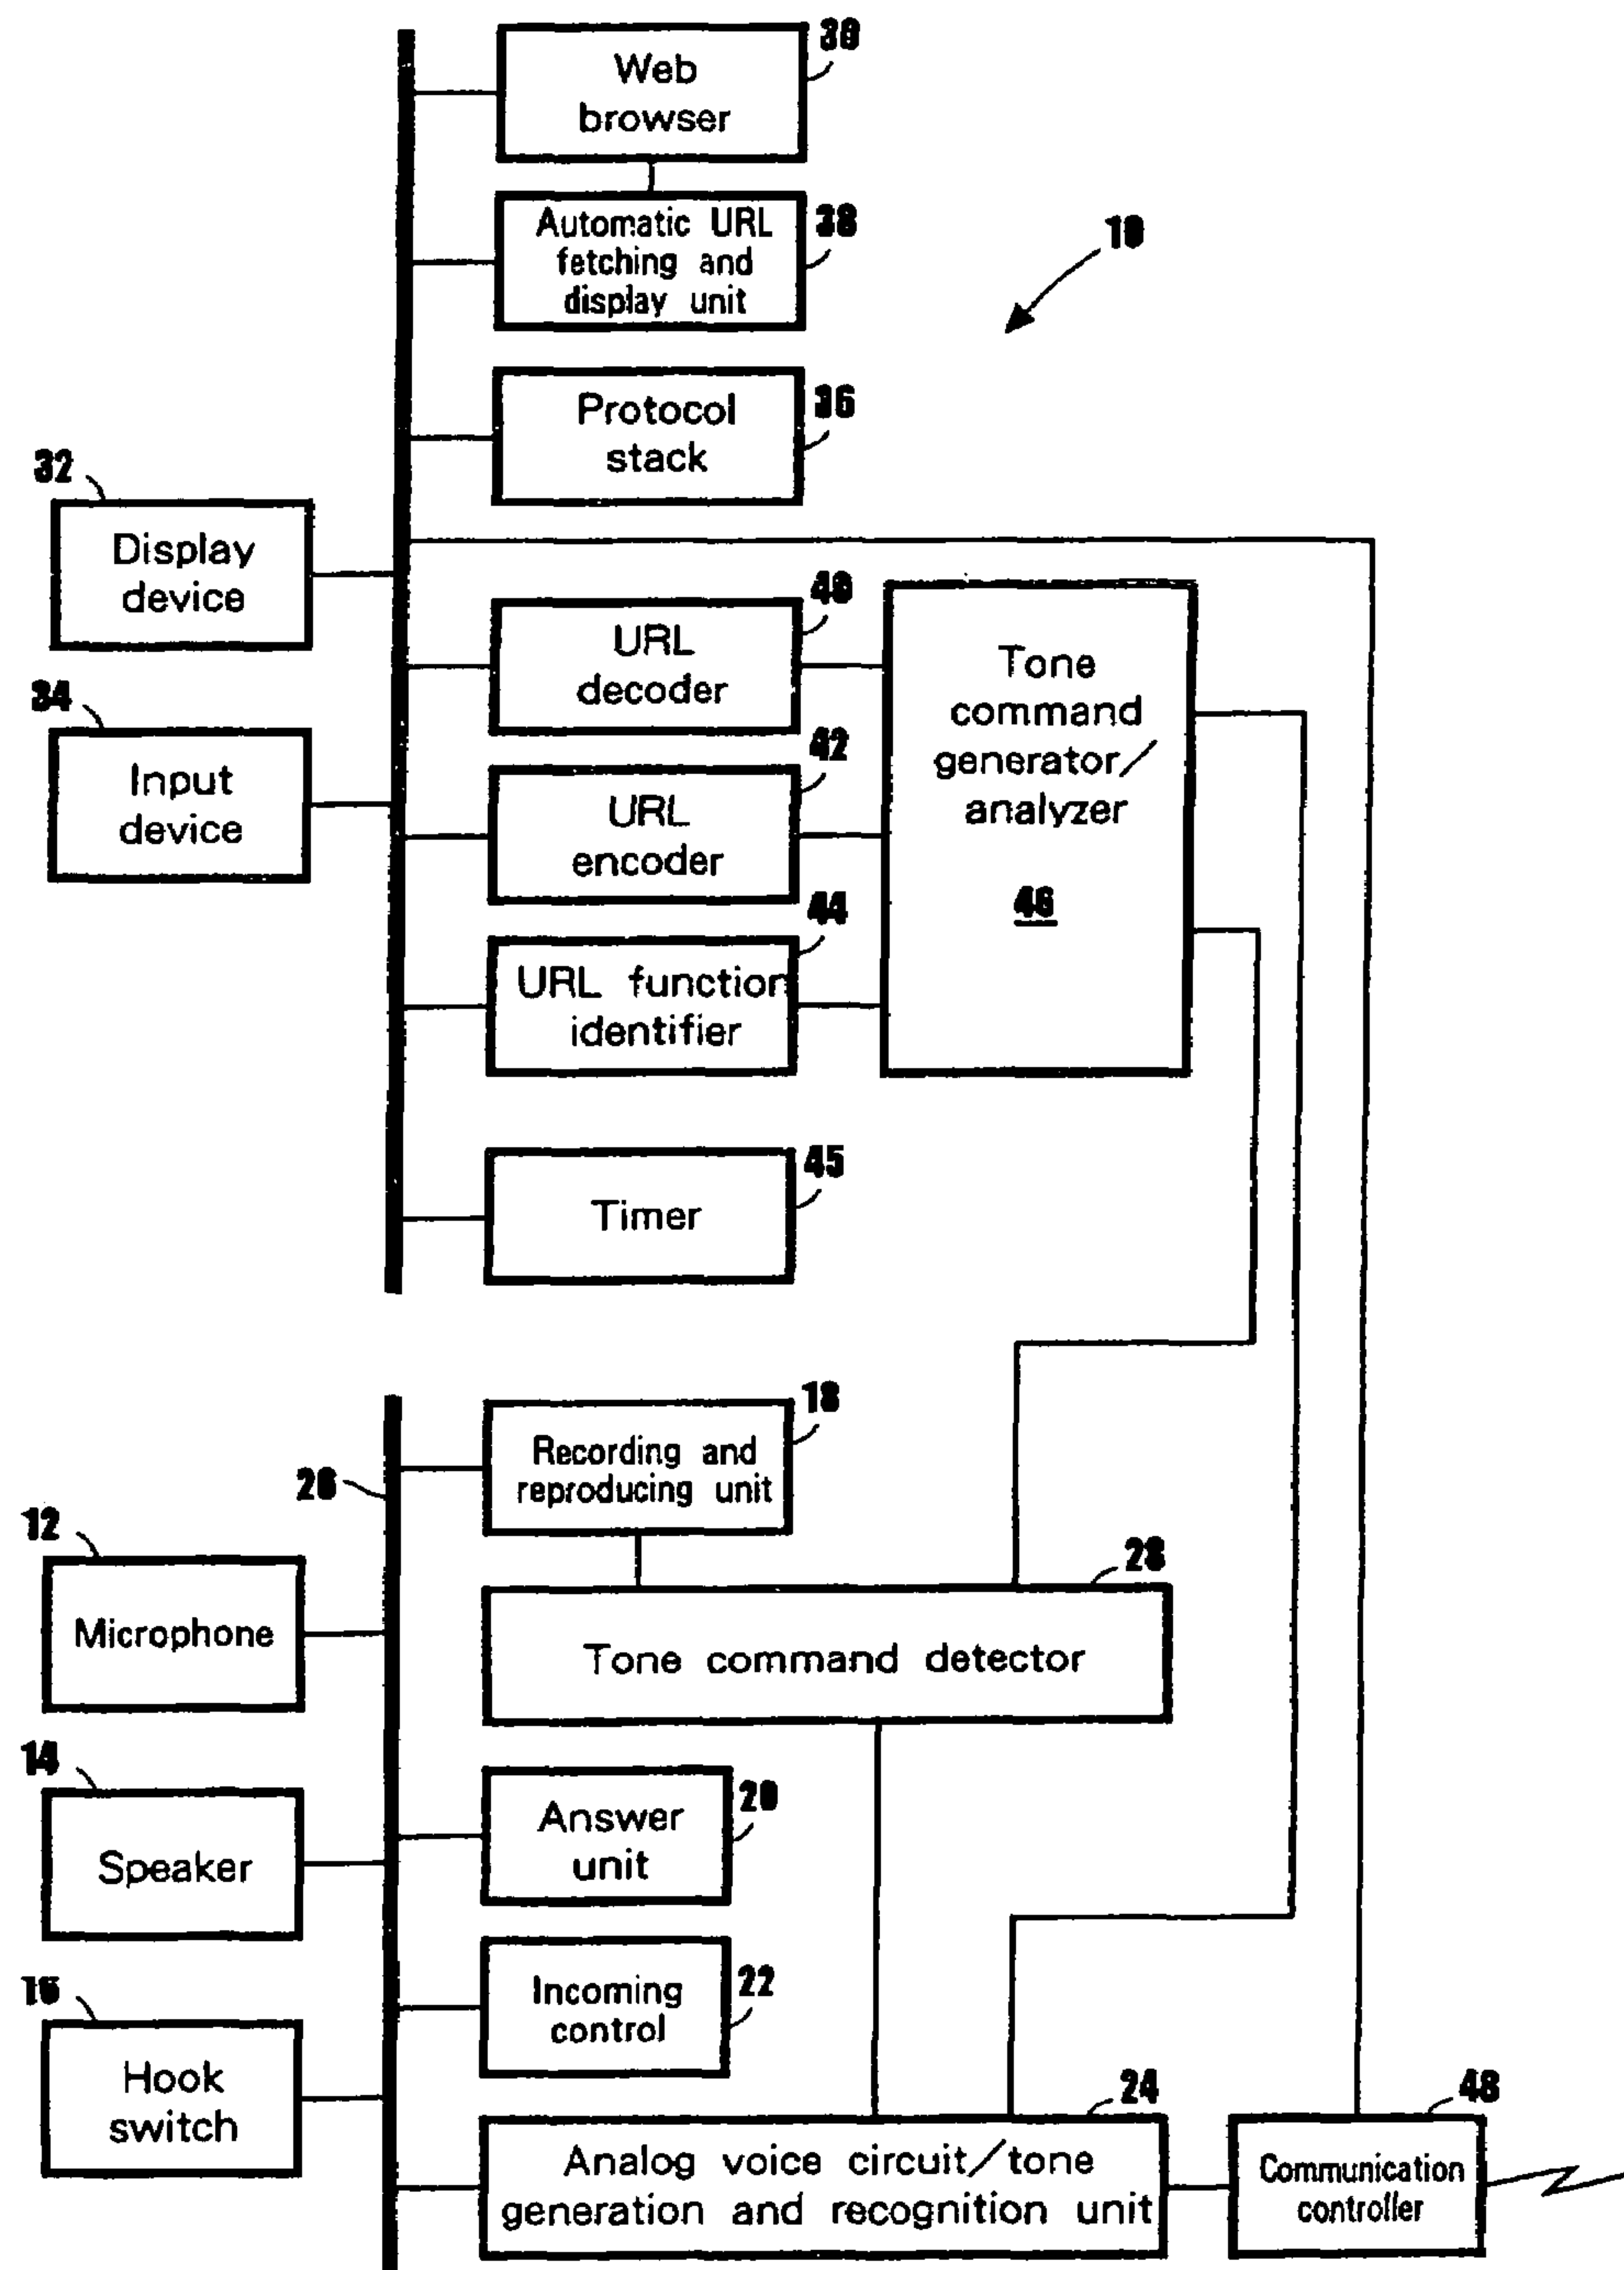 30
Web
browser
Automatic URL
fetching and
display unit
38
10
Protocol
stack
36
32
Display
device
40
URL
decoder
Tone
command
generator/
analyzer
46
34
Input
device
42
URL
encoder
44
URL function
identifier
45
Timer
18
Recording and
reproducing unit
26
12
Microphone
28
Tone command detector
14
Speaker
Answer
unit
20
16
Hook
switch
Incoming
control
22
24
Analog voice circuit/tone
generation and recognition unit
48
Communication
controller